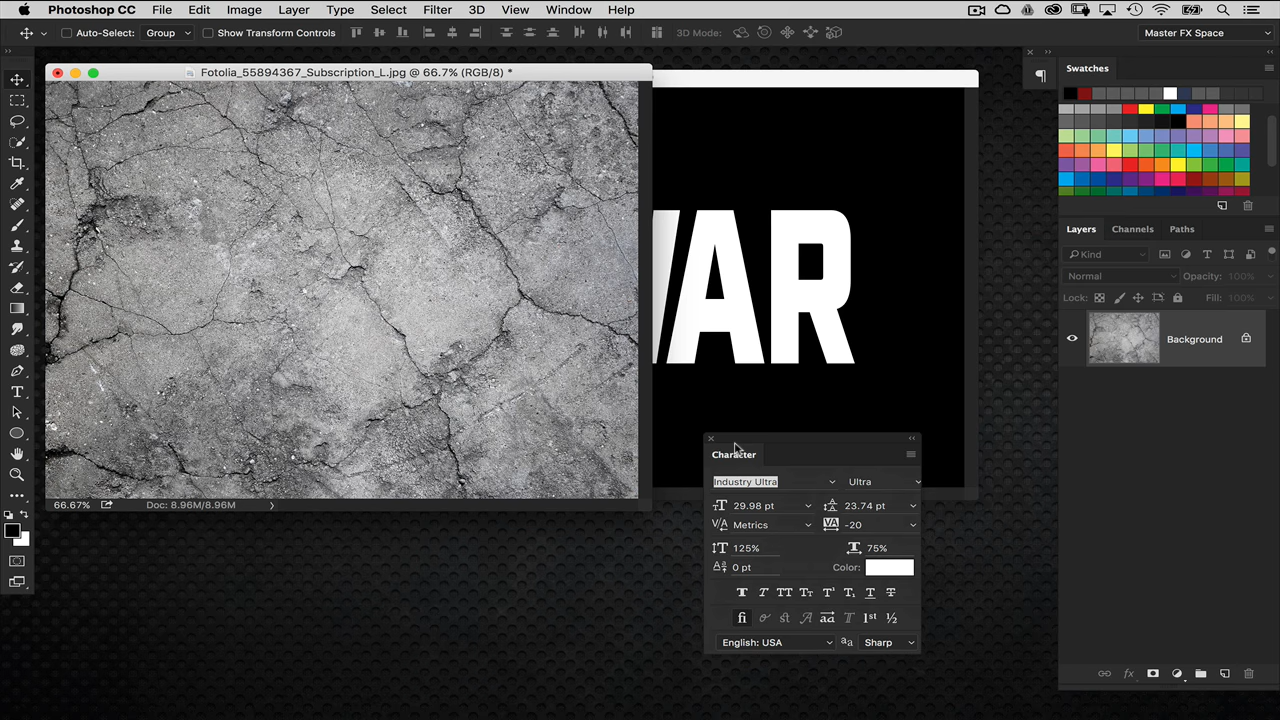 Photoshop CC File Edit Image Layer Type Select Filter 3D View Window Help
Auto-Select: Group Show Transform Controls 3D Mode: Master FX Space
Fotolia_55894367_Subscription_L.jpg @ 66.7% (RGB/8) *
Swatches
WAR
Layers Channels Paths
Kind
Normal Opacity: 100%
Lock: Fill: 100%
Background
66.67% Doc: 8.96M/8.96M
Character
Industry Ultra Ultra
29.98 pt 23.74 pt
Metrics -20
125% 75%
0 pt Color:
English: USA aa Sharp